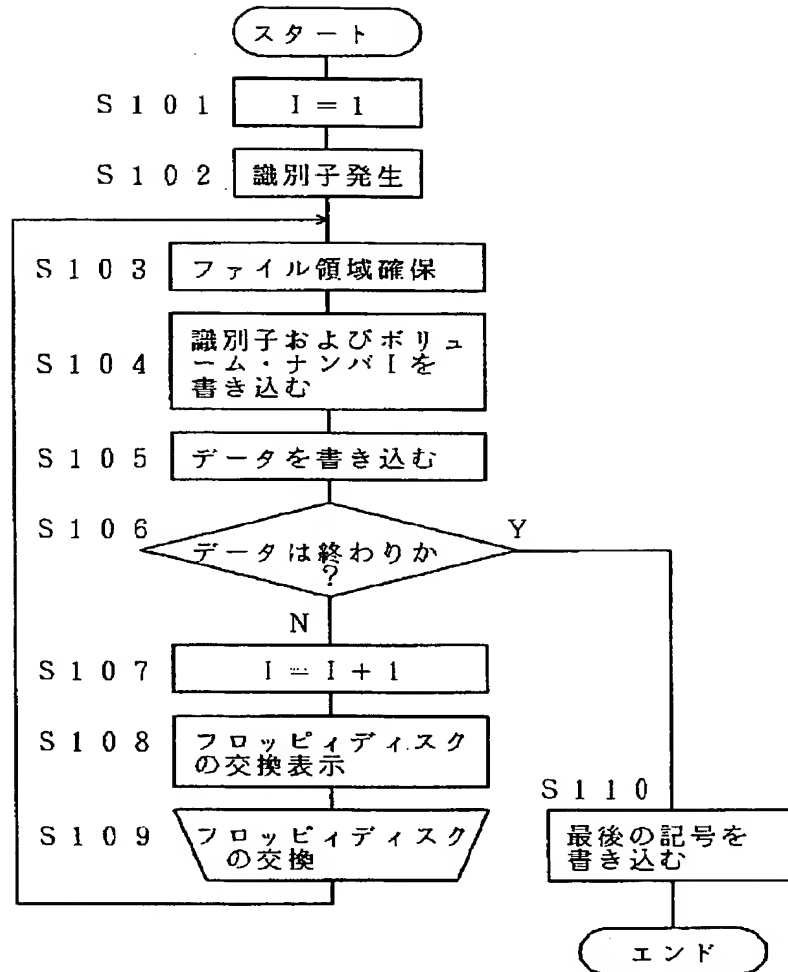 スタート
S101
I=1
S102
識別子発生
S103
ファイル領域確保
S104
識別子およびボリュ
ーム・ナンバIを
書き込む
S105
データを書き込む
S106
データは終わりか
?
Y
N
S107
I=I+1
S108
フロッピィディスク
の交換表示
S109
フロッピィディスク
の交換
S110
最後の記号を
書き込む
エンド